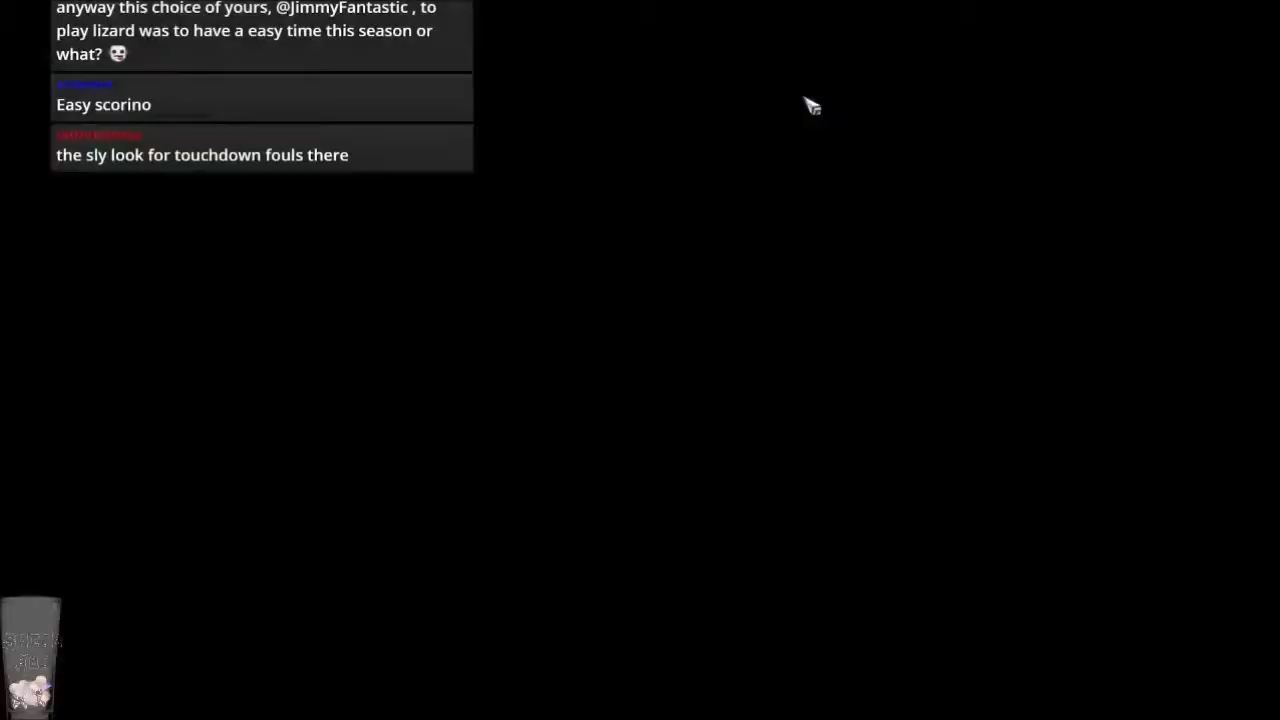 anyway this choice of yours, @JimmyFantastic , to
play lizard was to have a easy time this season or
what?
Easy scorino
the sly look for touchdown fouls there